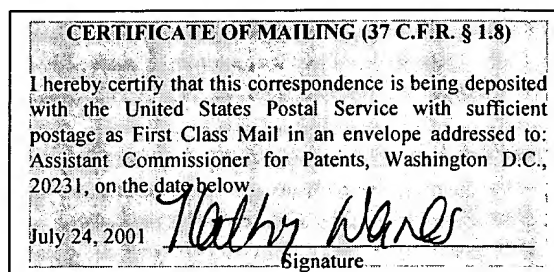 CERTIFICATE OF MAILING (37 C.F.R. § 1.8)
I hereby certify that this correspondence is being deposited
with the United States Postal Service with sufficient
postage as First Class Mail in an envelope addressed to:
Assistant Commissioner for Patents, Washington D.C.,
20231, on the date below.
July 24, 2001
Signature